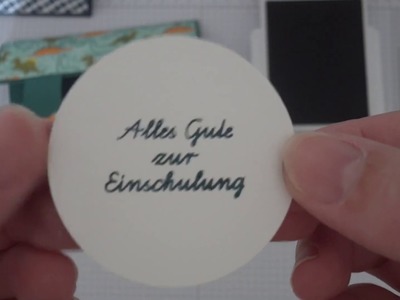 Alles Gute
zur
Einschulung